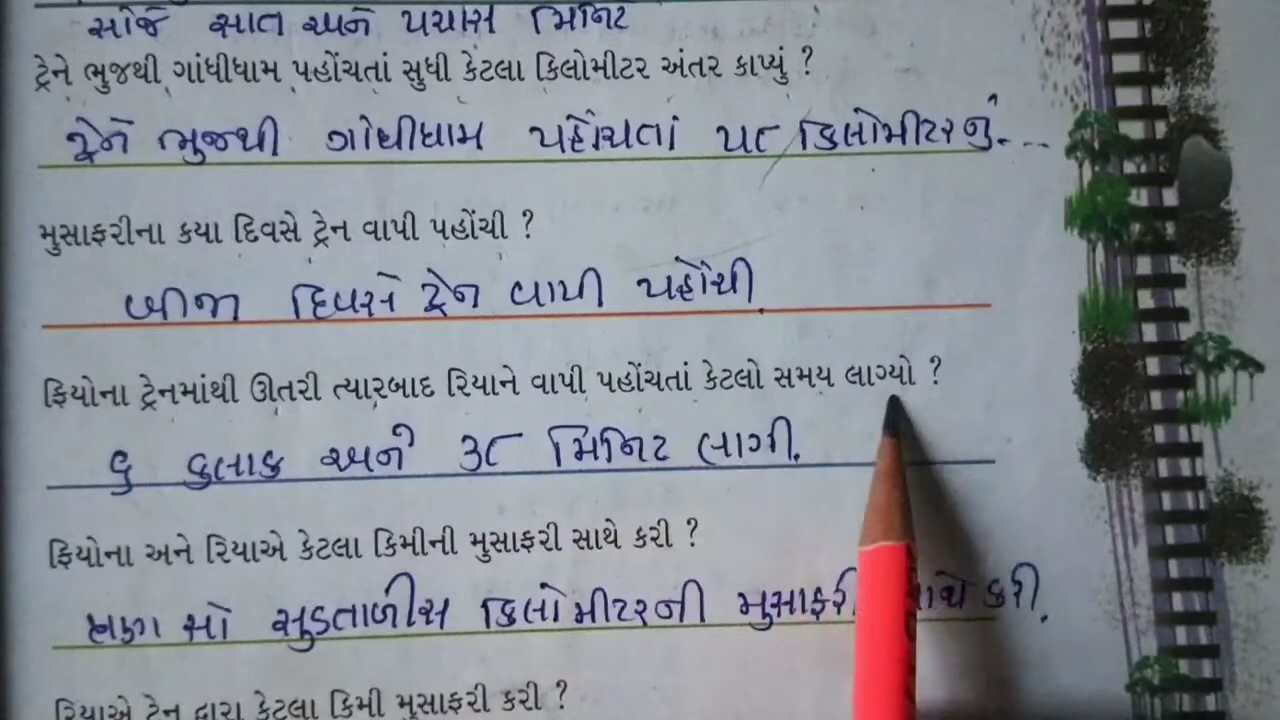 સાંજે સાત અને પચાસ મિનિટ
ટ્રેને ભુજથી ગાંધીધામ પહોંચતાં સુધી કેટલા કિલોમીટર અંતર કાપ્યું ?
ટ્રેને ભુજથી ગાંધીધામ પહોંચતાં ૫૮ કિલોમીટરનું...
મુસાફરીના કયા દિવસે ટ્રેન વાપી પહોંચી ?
બીજા દિવસે ટ્રેન વાપી પહોંચી.
ફિયોના ટ્રેનમાંથી ઊતરી ત્યારબાદ રિયાને વાપી પહોંચતાં કેટલો સમય લાગ્યો ?
૬ કલાક અને ૩૮ મિનિટ લાગી.
ફિયોના અને રિયાએ કેટલા કિમીની મુસાફરી સાથે કરી ?
ત્રણ સો સુડતાળીસ કિલોમીટરની મુસાફરી સાથે કરી.
રિયાએ ટ્રેન દ્વારા કેટલા કિમી મુસાફરી કરી ?